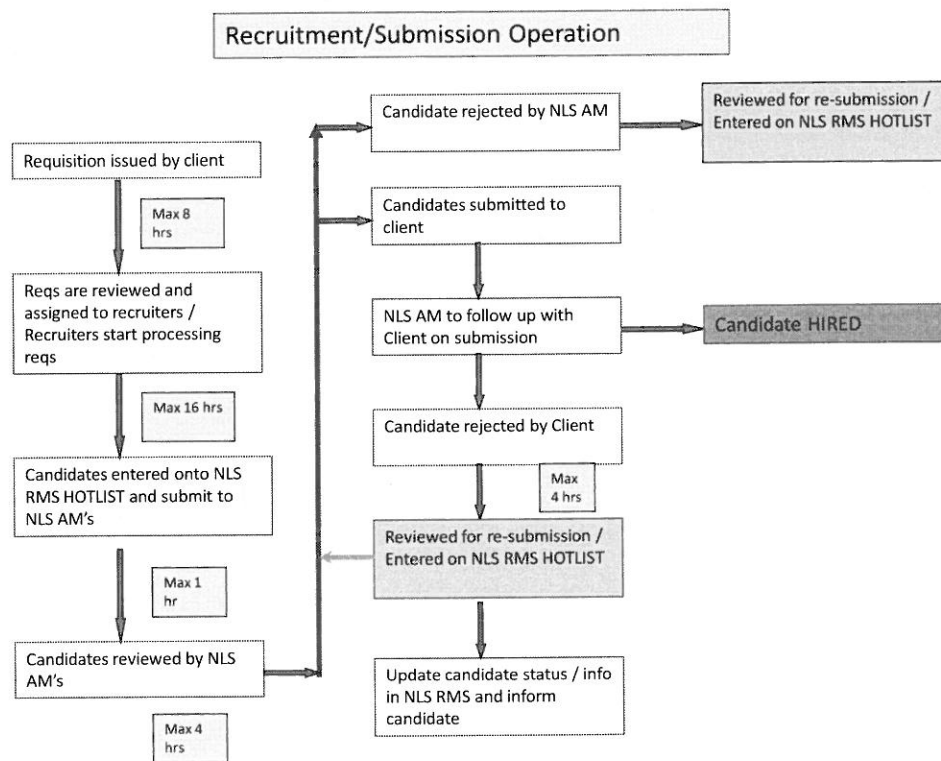 Recruitment/Submission Operation
Requisition issued by client
Max 8
hrs
Reqs are reviewed and
assigned to recruiters /
Recruiters start processing
reqs
Max 16 hrs
Candidates entered onto NLS
RMS HOTLIST and submit to
NLS AM's
Max 1
hr
Candidates reviewed by NLS
AM's
Max 4
hrs
Candidate rejected by NLS AM
Reviewed for re-submission /
Entered on NLS RMS HOTLIST
Candidates submitted to
client
NLS AM to follow up with
Client on submission
Candidate HIRED
Candidate rejected by Client
Max
4 hrs
Reviewed for re-submission /
Entered on NLS RMS HOTLIST
Update candidate status / info
in NLS RMS and inform
candidate